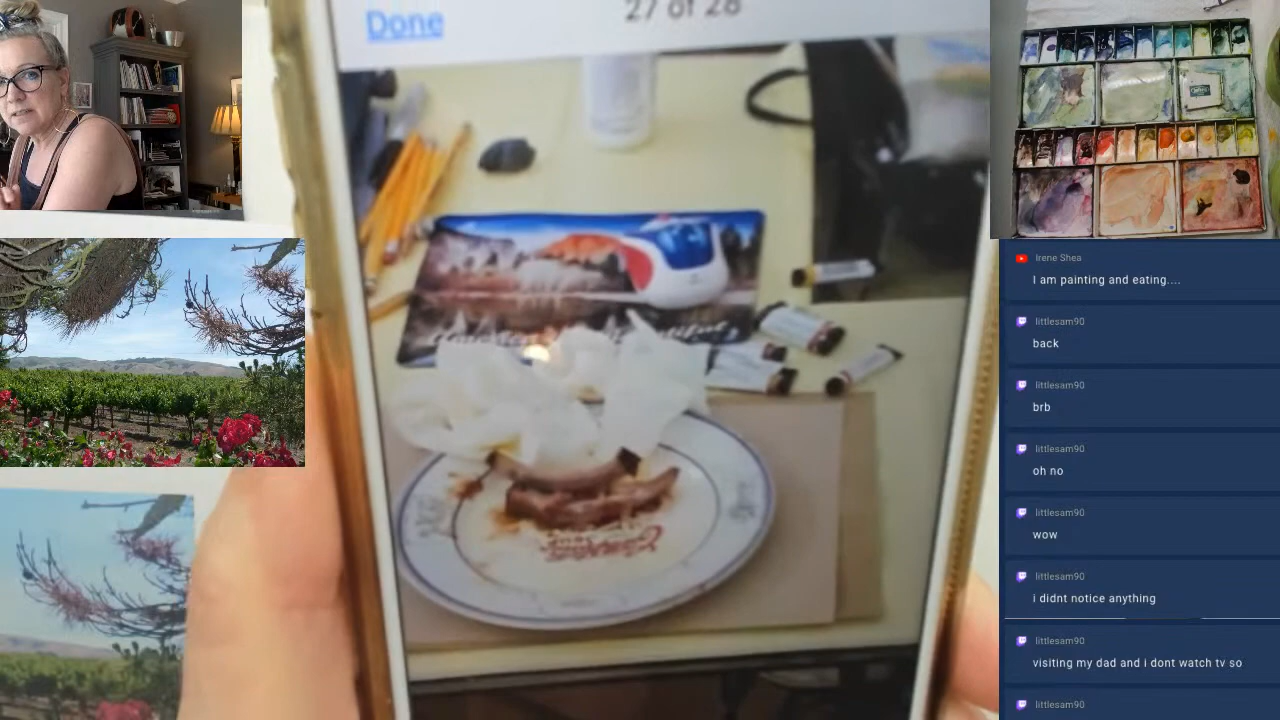 Done
27 of 28
Irene Shea
I am painting and eating....
littlesam90
back
littlesam90
brb
littlesam90
oh no
littlesam90
wow
littlesam90
i didnt notice anything
littlesam90
visiting my dad and i dont watch tv so
littlesam90